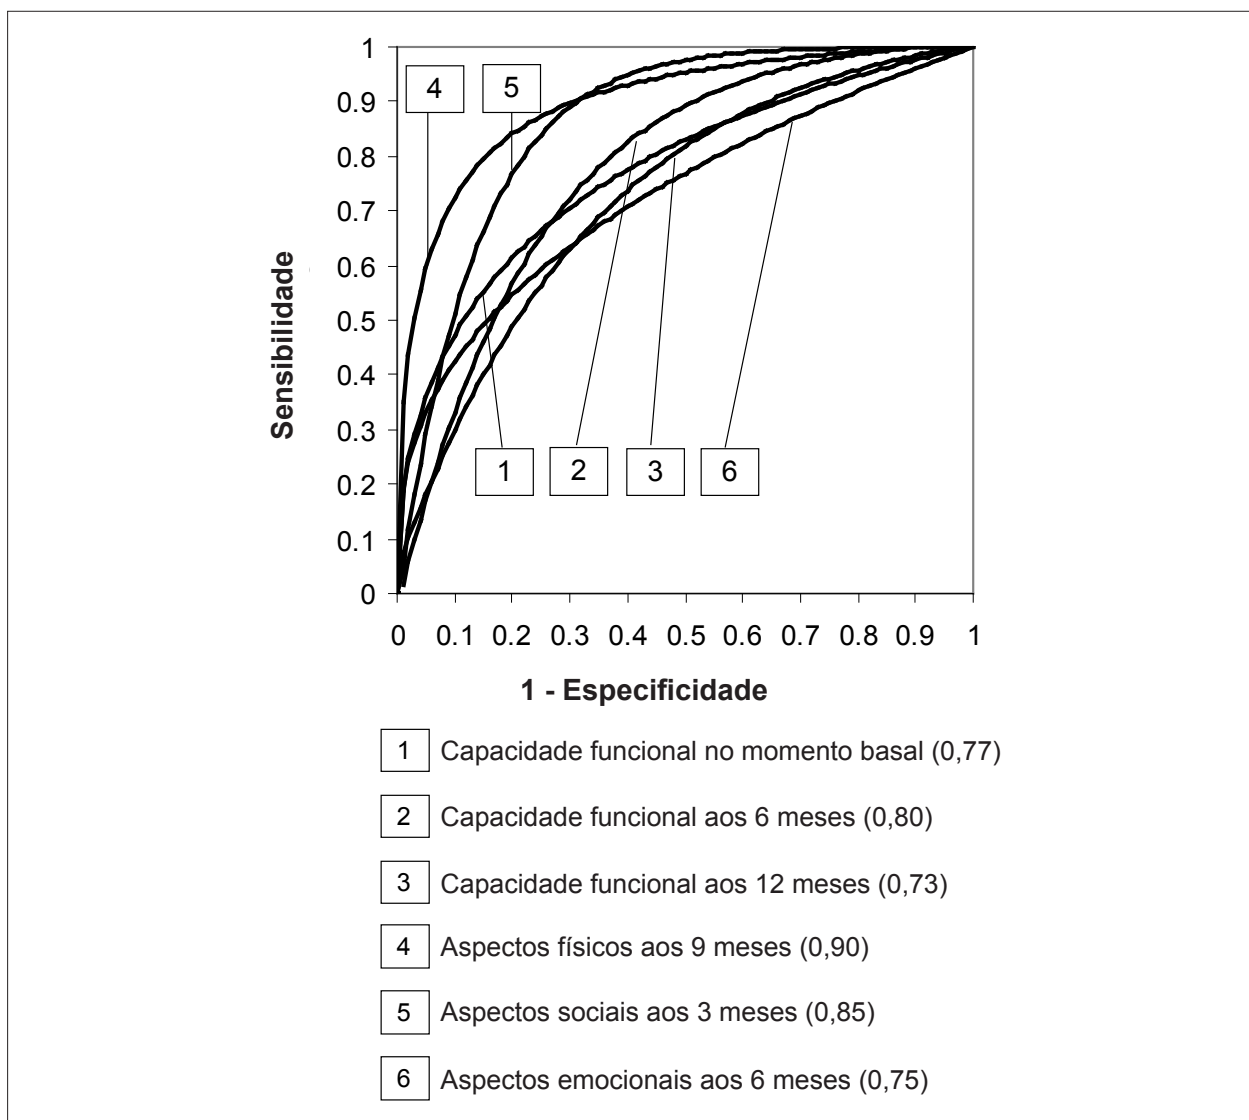 1
0.9
0.8
0.7
0.6
0.5
0.4
0.3
0.2
0.1
0
Sensibilidade
4
5
1
2
3
6
0 0.1 0.2 0.3 0.4 0.5 0.6 0.7 0.8 0.9 1
1 - Especificidade
1 Capacidade funcional no momento basal (0,77)
2 Capacidade funcional aos 6 meses (0,80)
3 Capacidade funcional aos 12 meses (0,73)
4 Aspectos físicos aos 9 meses (0,90)
5 Aspectos sociais aos 3 meses (0,85)
6 Aspectos emocionais aos 6 meses (0,75)